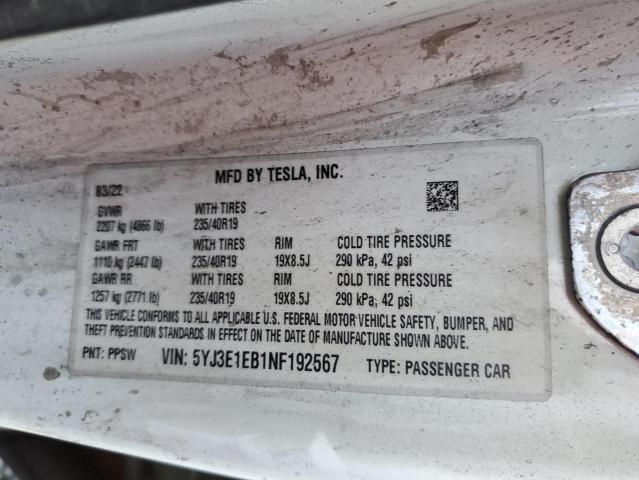 MFD BY TESLA, INC.
03/22
GVWR WITH TIRES
2207 kg (4866 lb) 235/40R19
GAWR FRT WITH TIRES RIM COLD TIRE PRESSURE
1110 kg (2447 lb) 235/40R19 19X8.5J 290 kPa, 42 psi
GAWR RR WITH TIRES RIM COLD TIRE PRESSURE
1257 kg (2771 lb) 235/40R19 19X8.5J 290 kPa, 42 psi
THIS VEHICLE CONFORMS TO ALL APPLICABLE U.S. FEDERAL MOTOR VEHICLE SAFETY, BUMPER, AND
THEFT PREVENTION STANDARDS IN EFFECT ON THE DATE OF MANUFACTURE SHOWN ABOVE.
PNT: PPSW VIN: 5YJ3E1EB1NF192567 TYPE: PASSENGER CAR